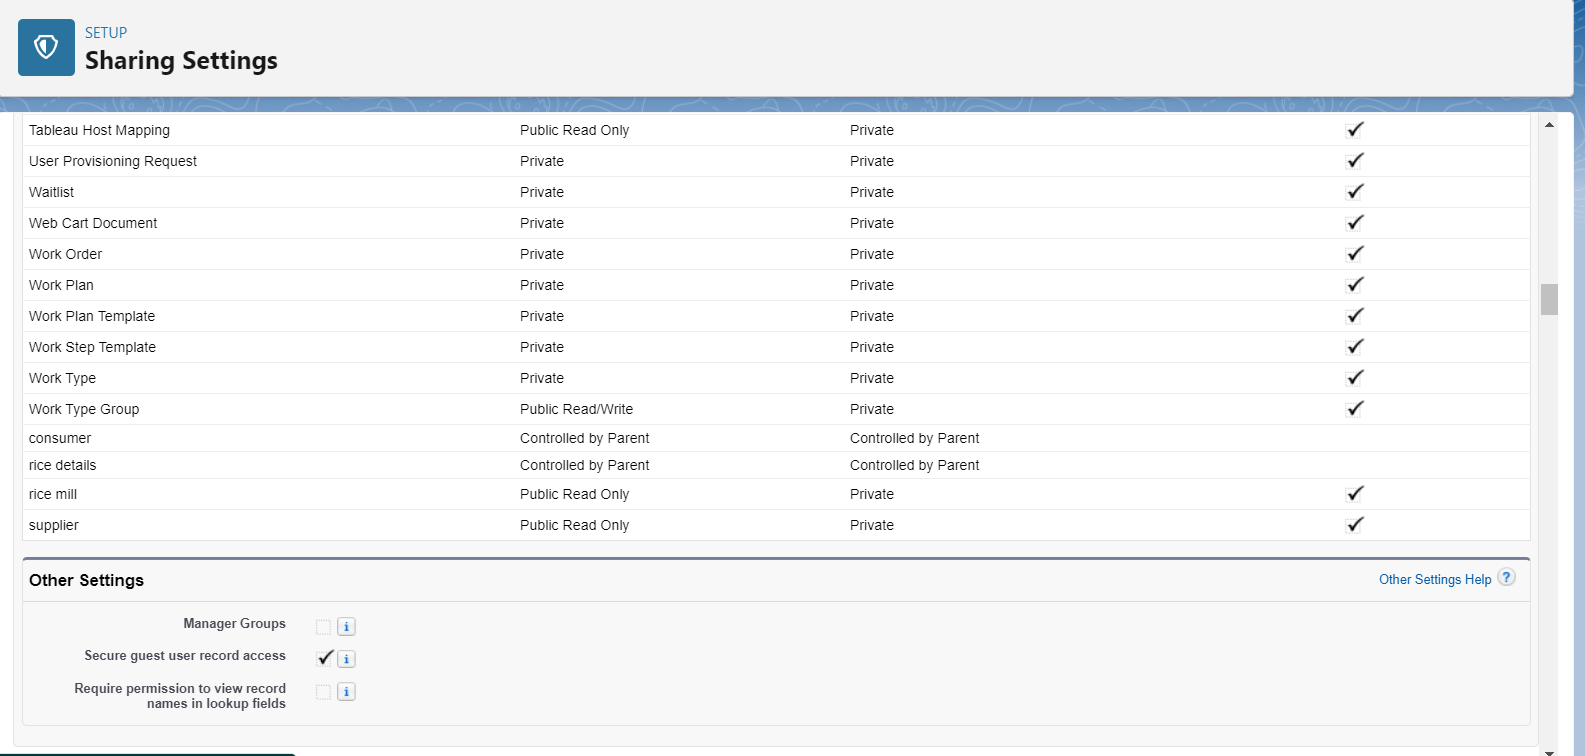 SETUP
Sharing Settings
Tableau Host Mapping Public Read Only Private
User Provisioning Request Private Private
Waitlist Private Private
Web Cart Document Private Private
Work Order Private Private
Work Plan Private Private
Work Plan Template Private Private
Work Step Template Private Private
Work Type Private Private
Work Type Group Public Read/Write Private
consumer Controlled by Parent Controlled by Parent
rice details Controlled by Parent Controlled by Parent
rice mill Public Read Only Private
supplier Public Read Only Private
Other Settings Other Settings Help ?
Manager Groups i
Secure guest user record access i
Require permission to view record i
names in lookup fields